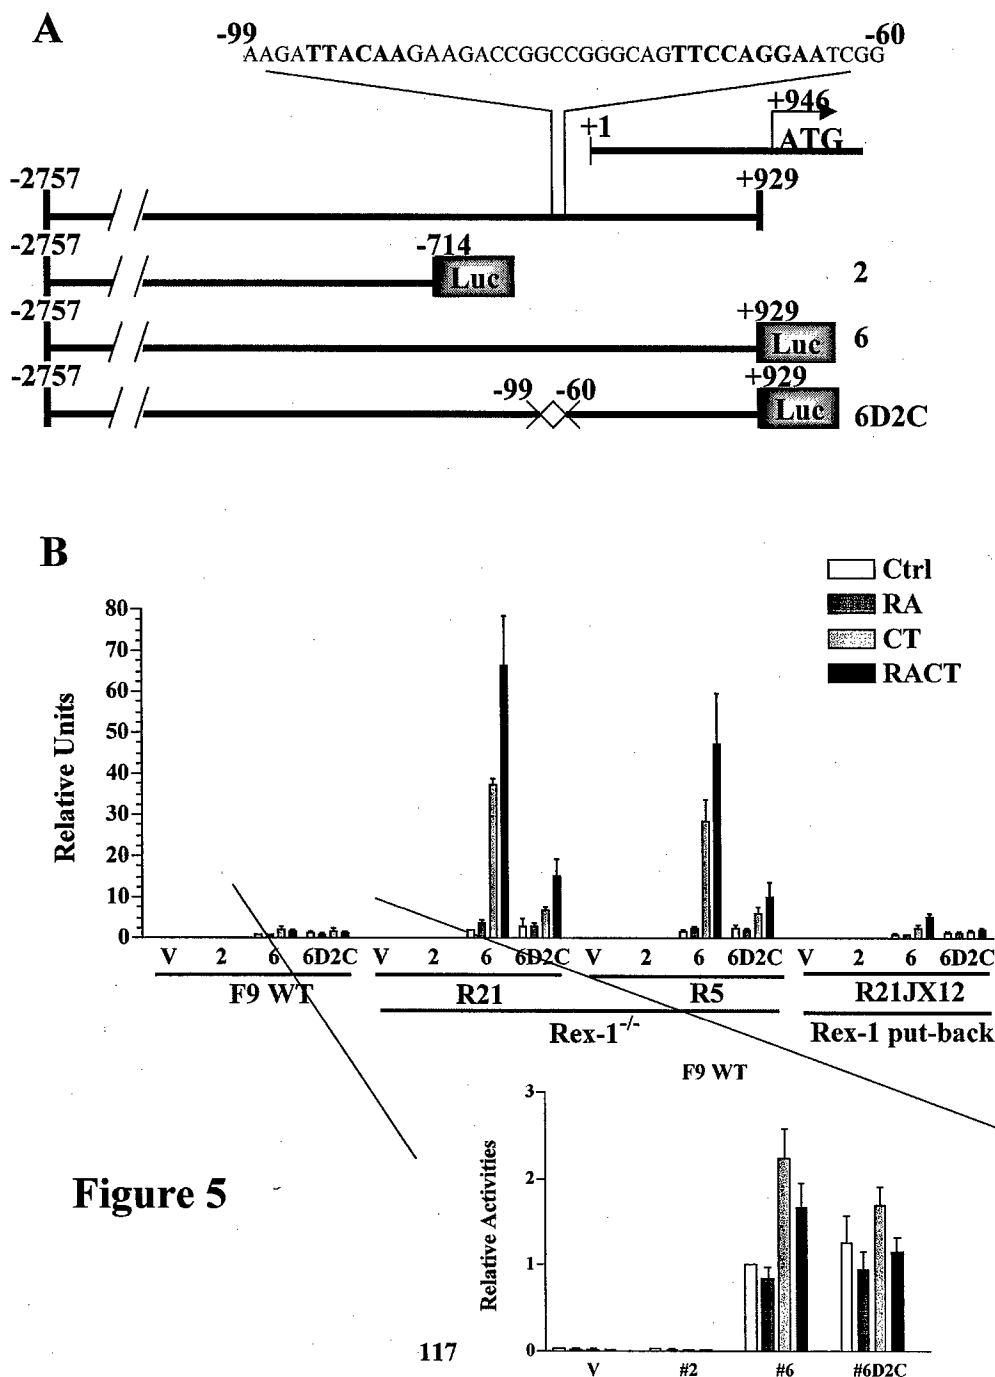 A
-99 -60
AAGATTACAAGAAGACCGGCCGGGCAGTTCCAGGAATCGG
+946
+1 ATG
-2757 +929
-2757 -714
Luc 2
-2757 +929
Luc 6
-2757 -99 -60 +929
Luc 6D2C
B
Ctrl
RA
CT
RACT
Relative Units
80
70
60
50
40
30
20
10
0
V 2 6 6D2C V 2 6 6D2C V 2 6 6D2C V 2 6 6D2C
F9 WT R21 R5 R21JX12
Rex-1-/- Rex-1 put-back
F9 WT
Relative Activities
3
2
1
0
V #2 #6 #6D2C
Figure 5
117